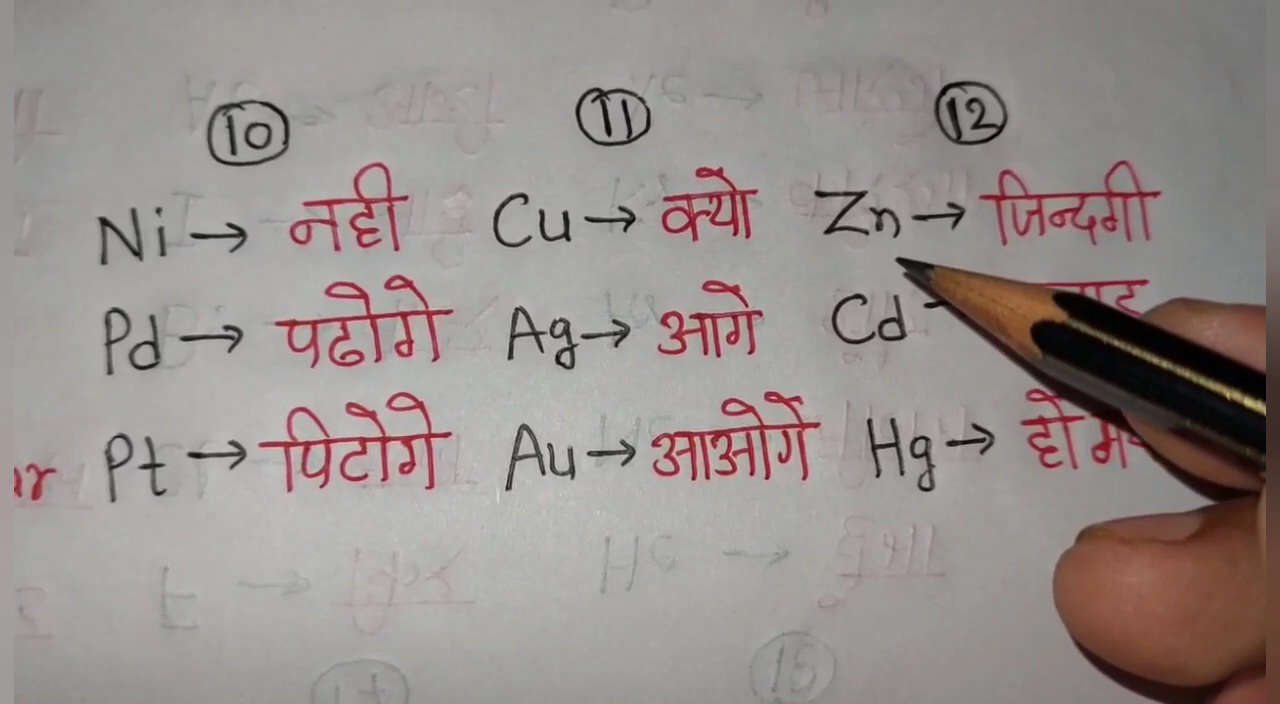 10 11 12
Ni → नही Cu → क्यो Zn → जिन्दगी
Pd → पढोगे Ag → आगे Cd
Pt → पिटोगे Au → आओगे Hg → हो